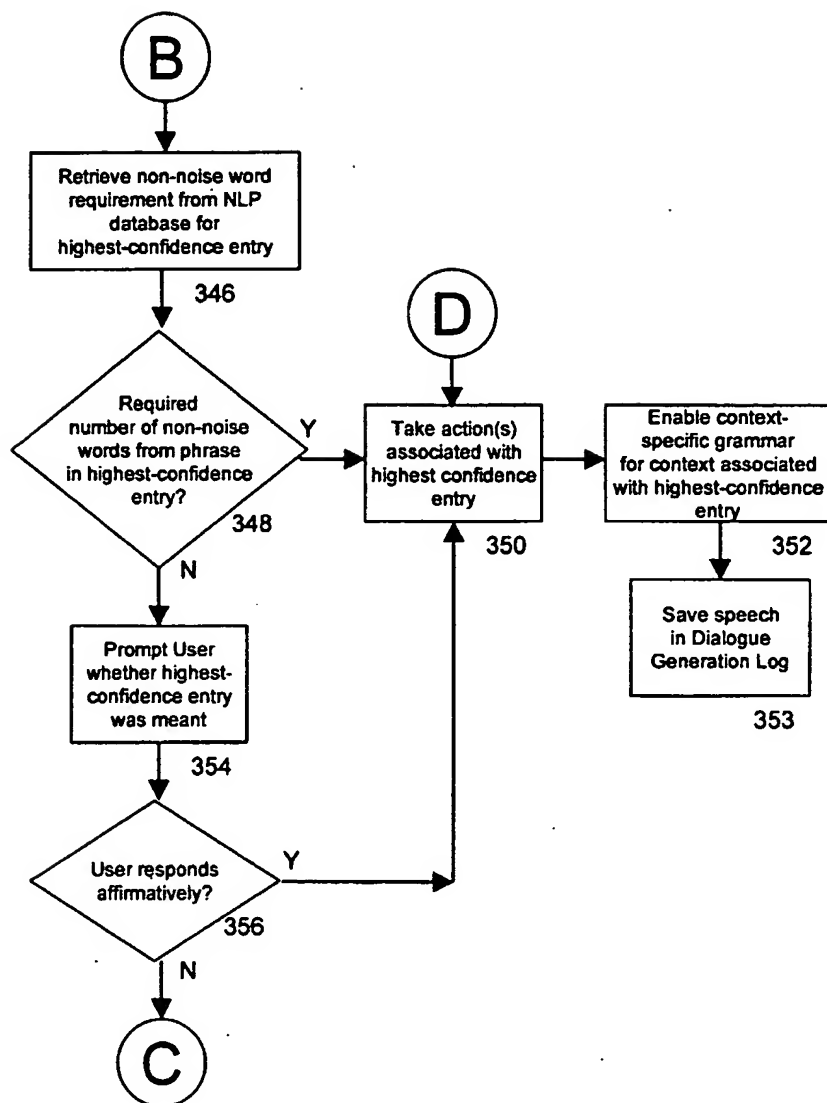 B
Retrieve non-noise word
requirement from NLP
database for
highest-confidence entry
346
D
Required
number of non-noise
words from phrase
in highest-confidence
entry?
348
Y
N
Take action(s)
associated with
highest confidence
entry
350
Enable context-
specific grammar
for context associated
with highest-confidence
entry
352
Save speech
in Dialogue
Generation Log
353
Prompt User
whether highest-
confidence entry
was meant
354
User responds
affirmatively?
356
Y
N
C